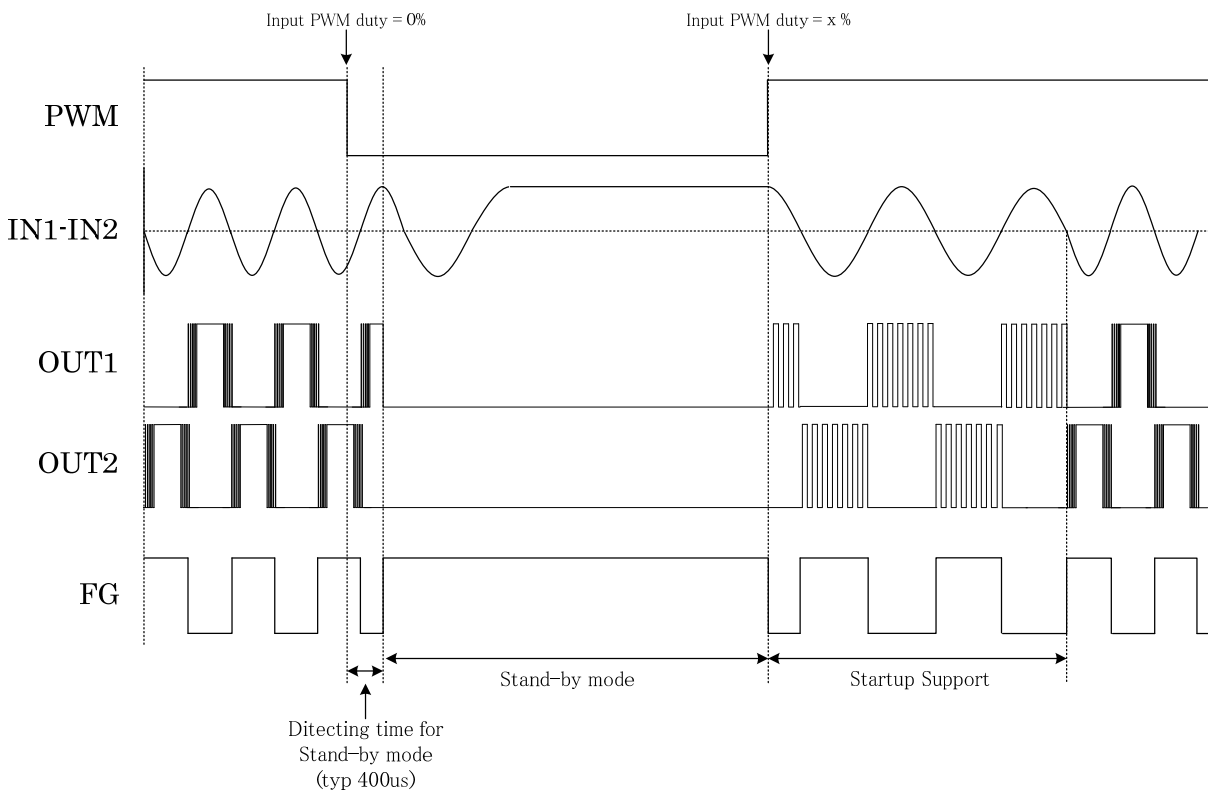 Input PWM duty = 0%
Input PWM duty = x %
PWM
IN1-IN2
OUT1
OUT2
FG
Stand-by mode
Startup Support
Ditecting time for
Stand-by mode
(typ 400us)